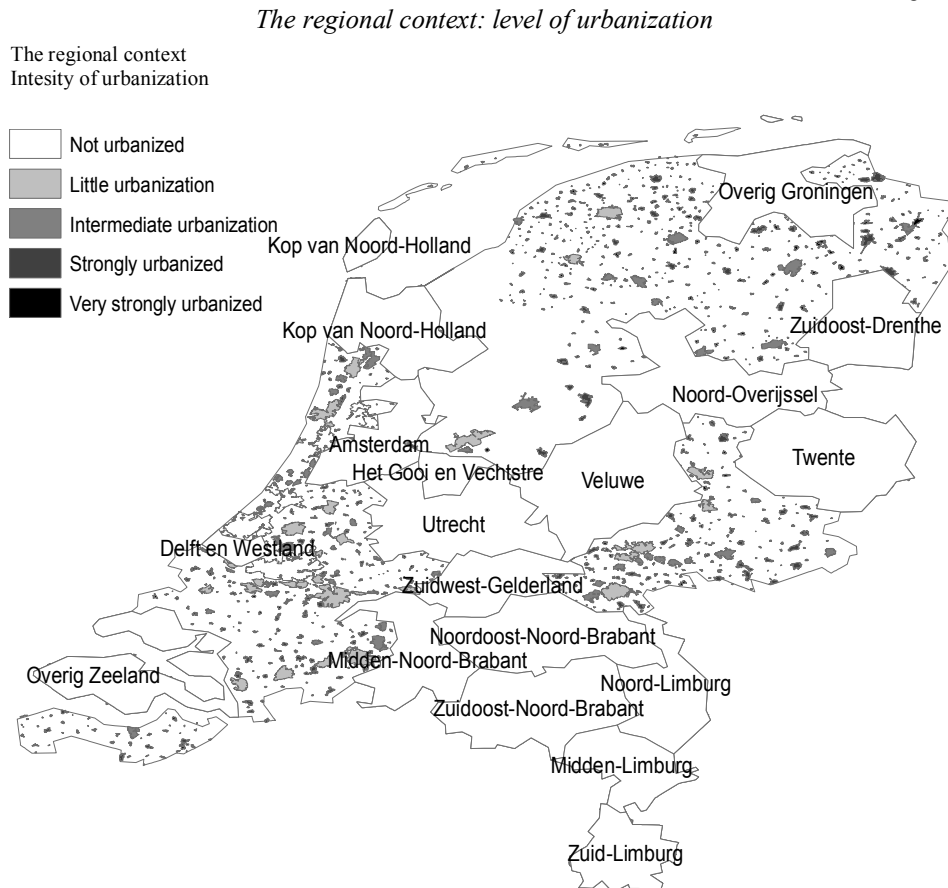 The regional context: level of urbanization
The regional context
Intesity of urbanization
Not urbanized
Little urbanization
Intermediate urbanization
Strongly urbanized
Very strongly urbanized
Overig Groningen
Kop van Noord-Holland
Kop van Noord-Holland
Zuidoost-Drenthe
Noord-Overijssel
Amsterdam
Twente
Het Gooi en Vechtstre
Veluwe
Utrecht
Delft en Westland
Zuidwest-Gelderland
Noordoost-Noord-Brabant
Midden-Noord-Brabant
Overig Zeeland
Noord-Limburg
Zuidoost-Noord-Brabant
Midden-Limburg
Zuid-Limburg